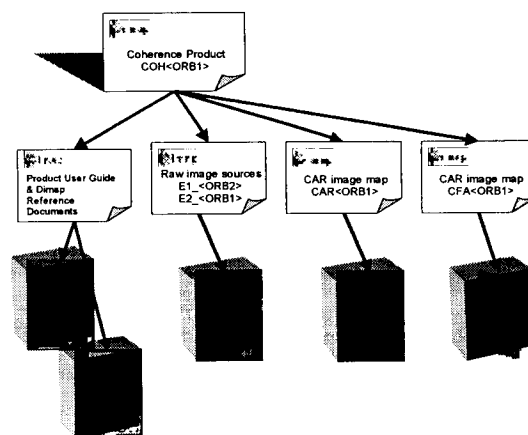 Coherence Product
COH<ORB1>
Product User Guide
& Dimap
Reference
Documents
Raw image sources
E1_<ORB2>
E2_<ORB1>
CAR image map
CAR<ORB1>
CAR image map
CFA<ORB1>